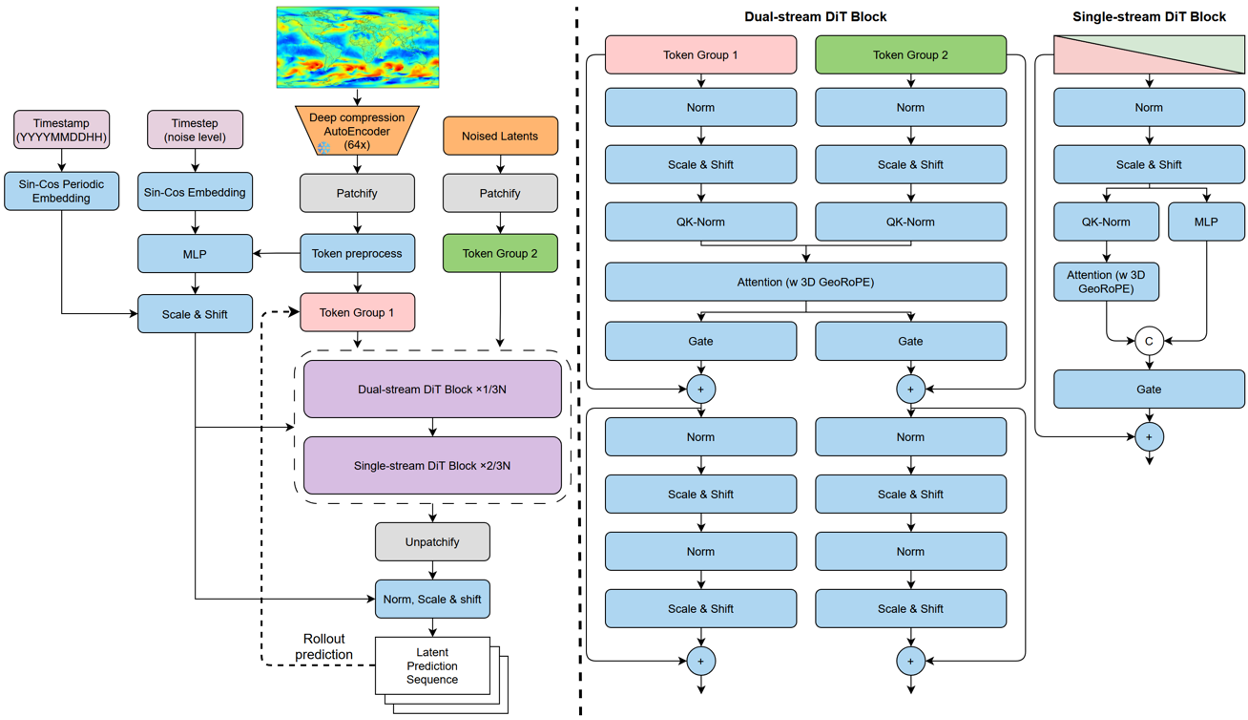 Timestamp
(YYYYMMDDHH)
Timestep
(noise level)
Deep compression
AutoEncoder
(64x)
Noised Latents
Sin-Cos Periodic
Embedding
Sin-Cos Embedding
Patchify
Patchify
MLP
Token preprocess
Token Group 2
Scale & Shift
Token Group 1
Dual-stream DiT Block ×1/3N
Single-stream DiT Block ×2/3N
Unpatchify
Norm, Scale & shift
Rollout
prediction
Latent
Prediction
Sequence
Dual-stream DiT Block
Token Group 1
Token Group 2
Norm
Norm
Scale & Shift
Scale & Shift
QK-Norm
QK-Norm
Attention (w 3D GeoRoPE)
Gate
Gate
+
+
Norm
Norm
Scale & Shift
Scale & Shift
Norm
Norm
Scale & Shift
Scale & Shift
+
+
Single-stream DiT Block
Norm
Scale & Shift
QK-Norm
MLP
Attention (w 3D
GeoRoPE)
C
Gate
+